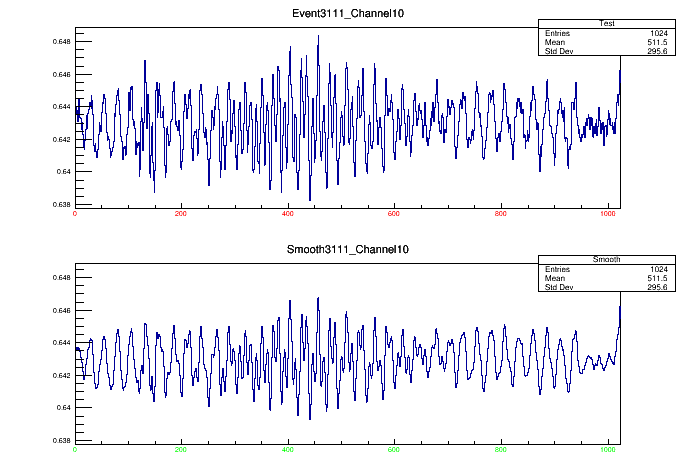 Event3111_Channel10
Test
Entries 1024
Mean 511.5
Std Dev 295.6
0.648
0.646
0.644
0.642
0.64
0.638
0 200 400 600 800 1000
Smooth3111_Channel10
Smooth
Entries 1024
Mean 511.5
Std Dev 295.6
0.648
0.646
0.644
0.642
0.64
0.638
0 200 400 600 800 1000